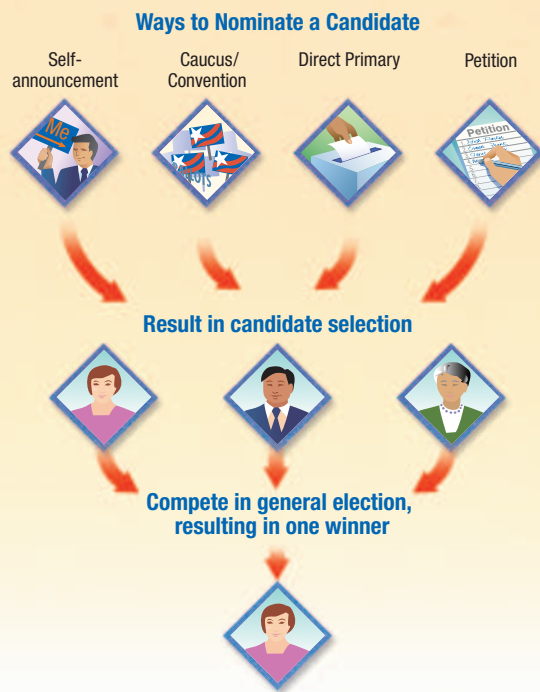 Ways to Nominate a Candidate
Self-
announcement
Caucus/
Convention
Direct Primary
Petition
Me
Petition
Result in candidate selection
Compete in general election,
resulting in one winner